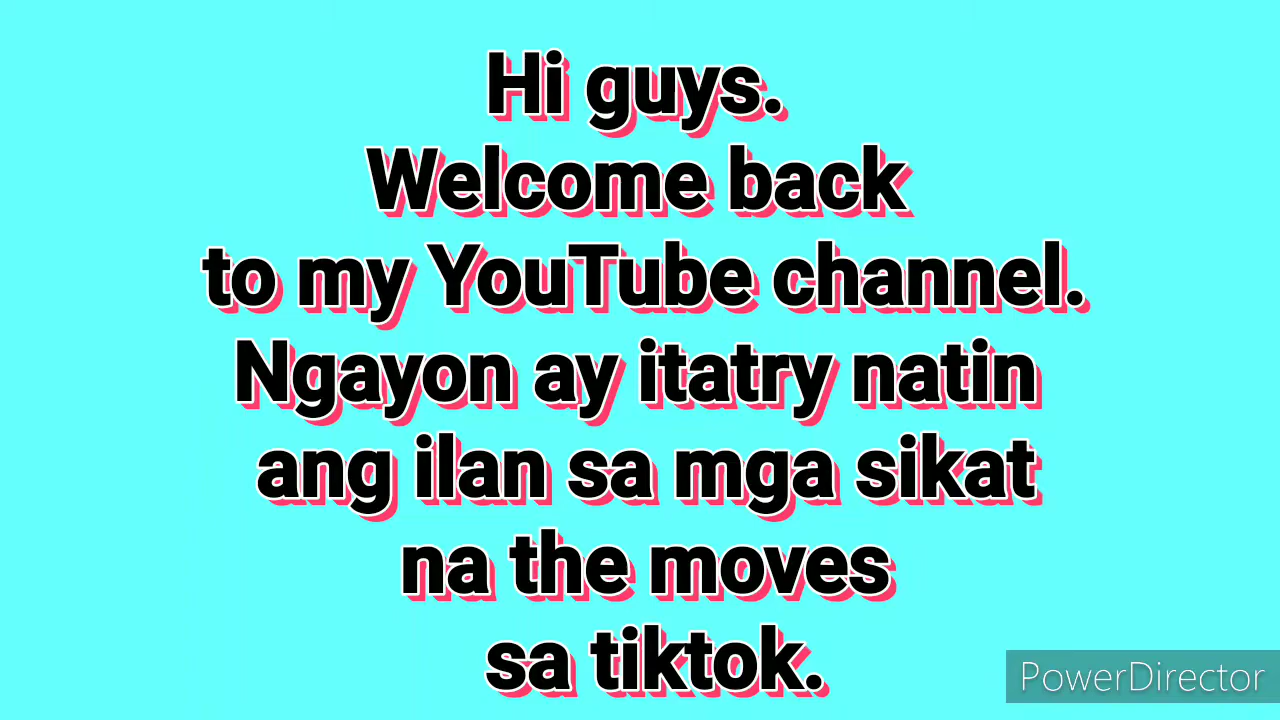 Hi guys.
Welcome back
to my YouTube channel.
Ngayon ay itatry natin
ang ilan sa mga sikat
na the moves
sa tiktok.
PowerDirector